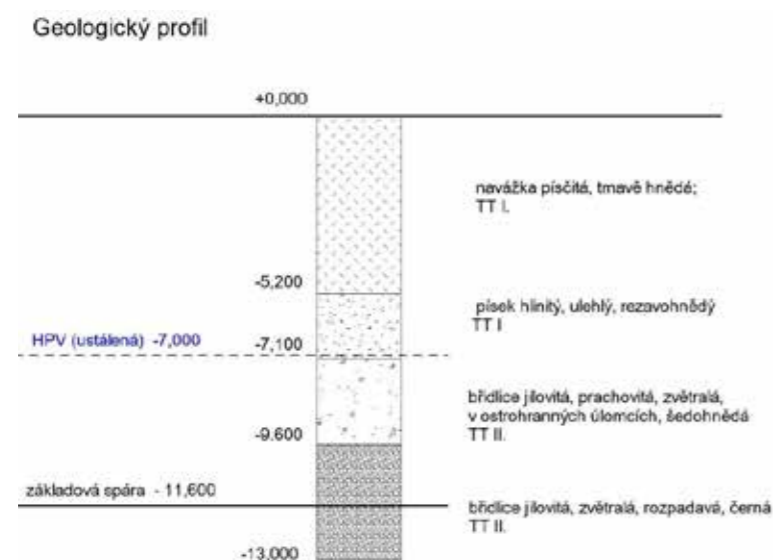 Geologický profil
+0,000
navážka písčitá, tmavě hnědé;
TT I.
-5,200
písek hlinitý, ulehlý, rezavohnědý
TT I
HPV (ustálená) -7,000
-7,100
břidlice jílovitá, prachovitá, zvětralá,
v ostrohranných úlomcích, šedohnědá
TT II.
-9.600
základová spára - 11,600
břidlice jílovitá, zvětralá, rozpadavá, černá
TT II.
-13,000